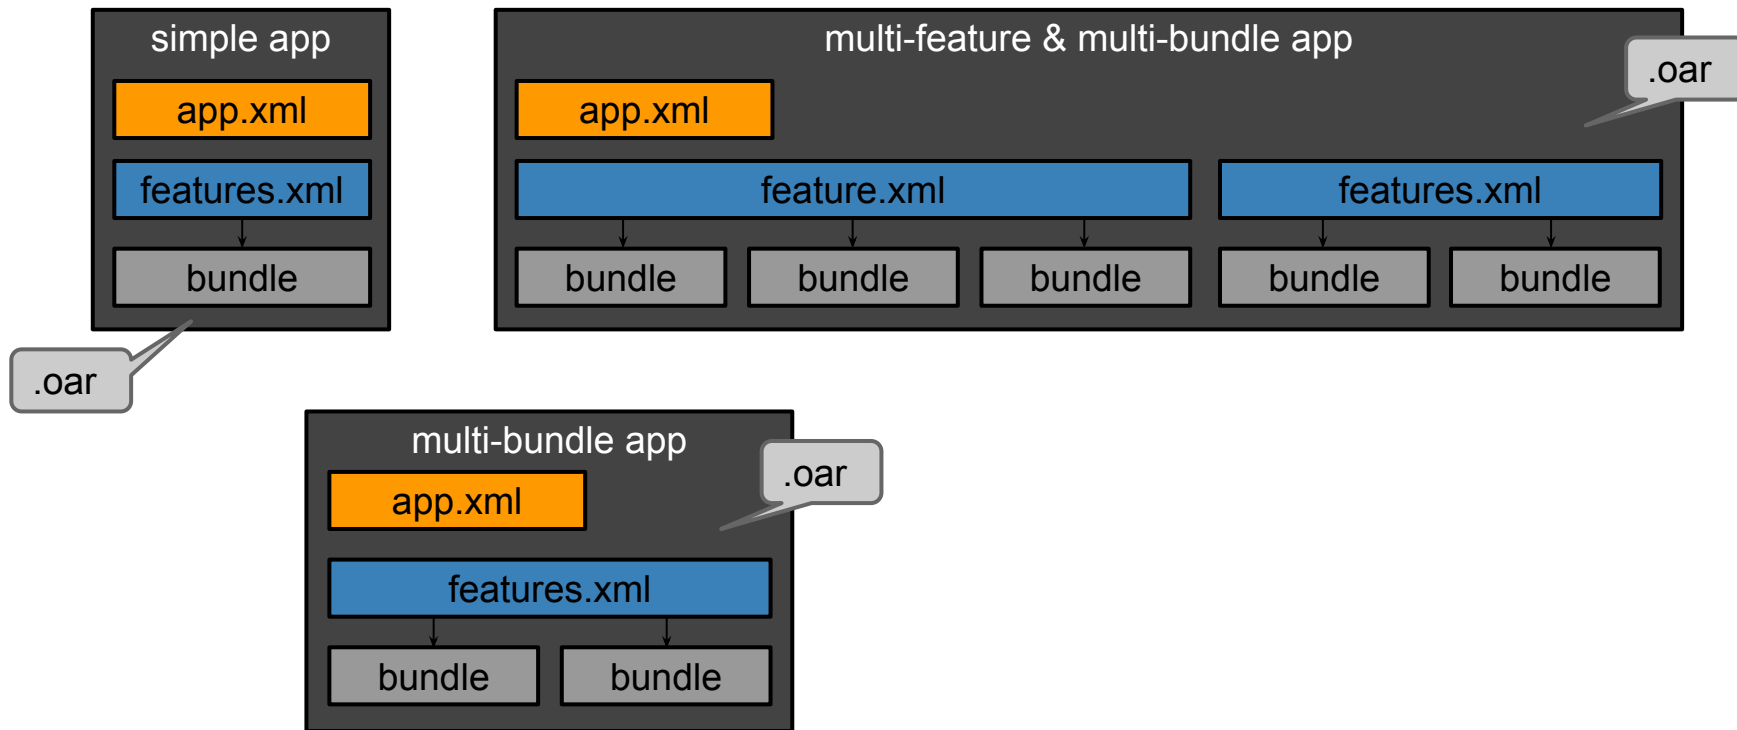 simple app
app.xml
features.xml
bundle
.oar
multi-feature & multi-bundle app
.oar
app.xml
feature.xml
features.xml
bundle
bundle
bundle
bundle
bundle
multi-bundle app
.oar
app.xml
features.xml
bundle
bundle